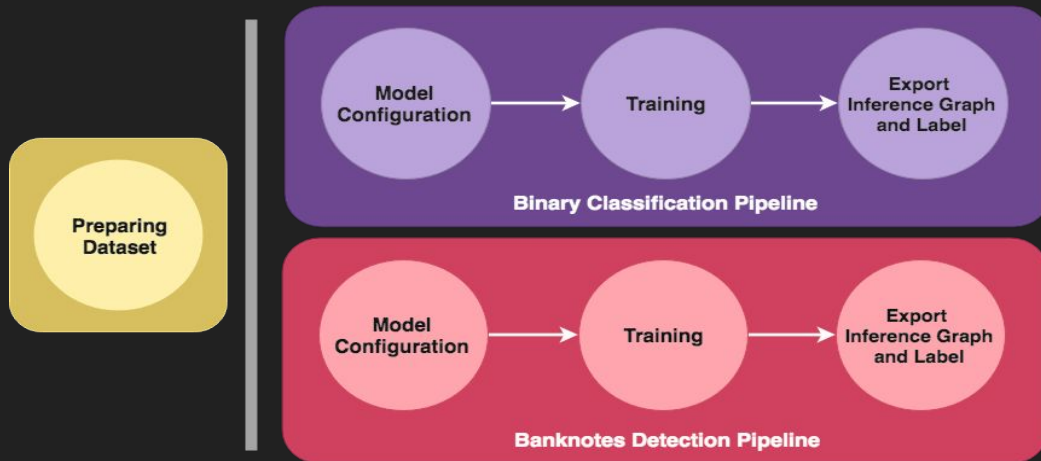 Preparing
Dataset
Model
Configuration
Training
Export
Inference Graph
and Label
Binary Classification Pipeline
Model
Configuration
Training
Export
Inference Graph
and Label
Banknotes Detection Pipeline